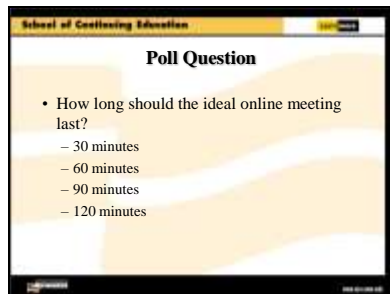 School of Continuing Education
Poll Question
• How long should the ideal online meeting
last?
– 30 minutes
– 60 minutes
– 90 minutes
– 120 minutes